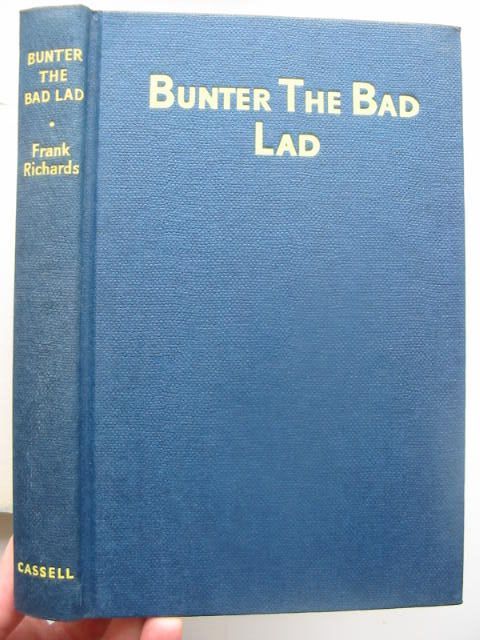 BUNTER
THE
BAD LAD
•
Frank
Richards
CASSELL
BUNTER THE BAD
LAD